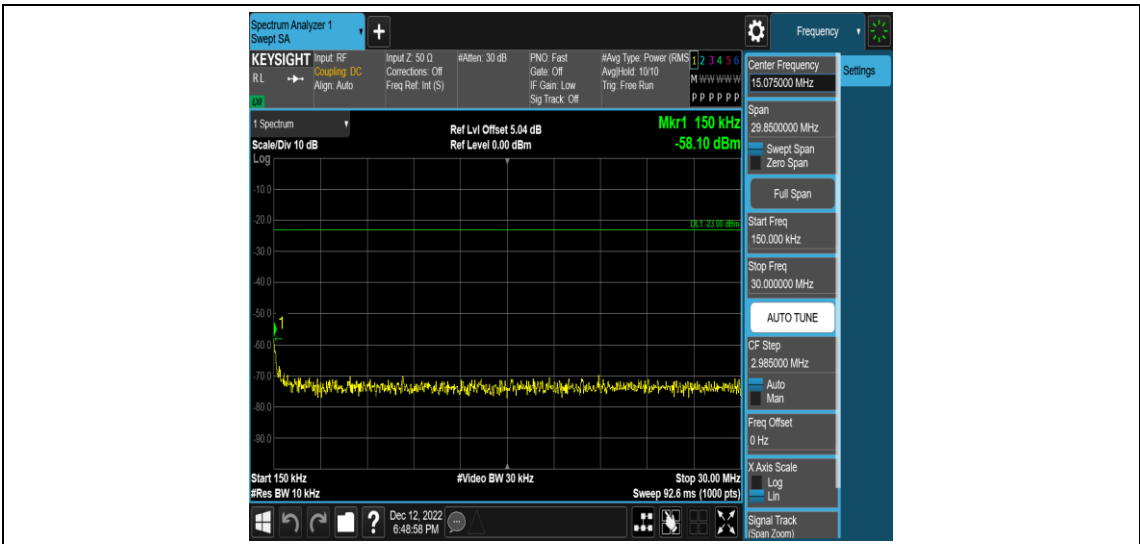 Spectrum Analyzer 1
Swept SA
+
Frequency
KEYSIGHT
RL
LXI
Input: RF
Coupling: DC
Align: Auto
Input Z: 50 Ω
Corrections: Off
Freq Ref: Int (S)
#Atten: 30 dB
PNO: Fast
Gate: Off
IF Gain: Low
Sig Track: Off
#Avg Type: Power (RMS
Avg|Hold: 10/10
Trig: Free Run
1 2 3 4 5 6
M W W W W W
P P P P P P
1 Spectrum
Scale/Div 10 dB
Log
Ref Lvl Offset 5.04 dB
Ref Level 0.00 dBm
Mkr1 150 kHz
-58.10 dBm
-10.0
-20.0
DL1 -23.00 dBm
-30.0
-40.0
-50.0
1
-60.0
-70.0
-80.0
-90.0
Start 150 kHz
#Video BW 30 kHz
Stop 30.00 MHz
#Res BW 10 kHz
Sweep 92.6 ms (1000 pts)
?
Dec 12, 2022
6:48:58 PM
Center Frequency
15.075000 MHz
Settings
Span
29.8500000 MHz
Swept Span
Zero Span
Full Span
Start Freq
150.000 kHz
Stop Freq
30.000000 MHz
AUTO TUNE
CF Step
2.985000 MHz
Auto
Man
Freq Offset
0 Hz
X Axis Scale
Log
Lin
Signal Track
(Span Zoom)